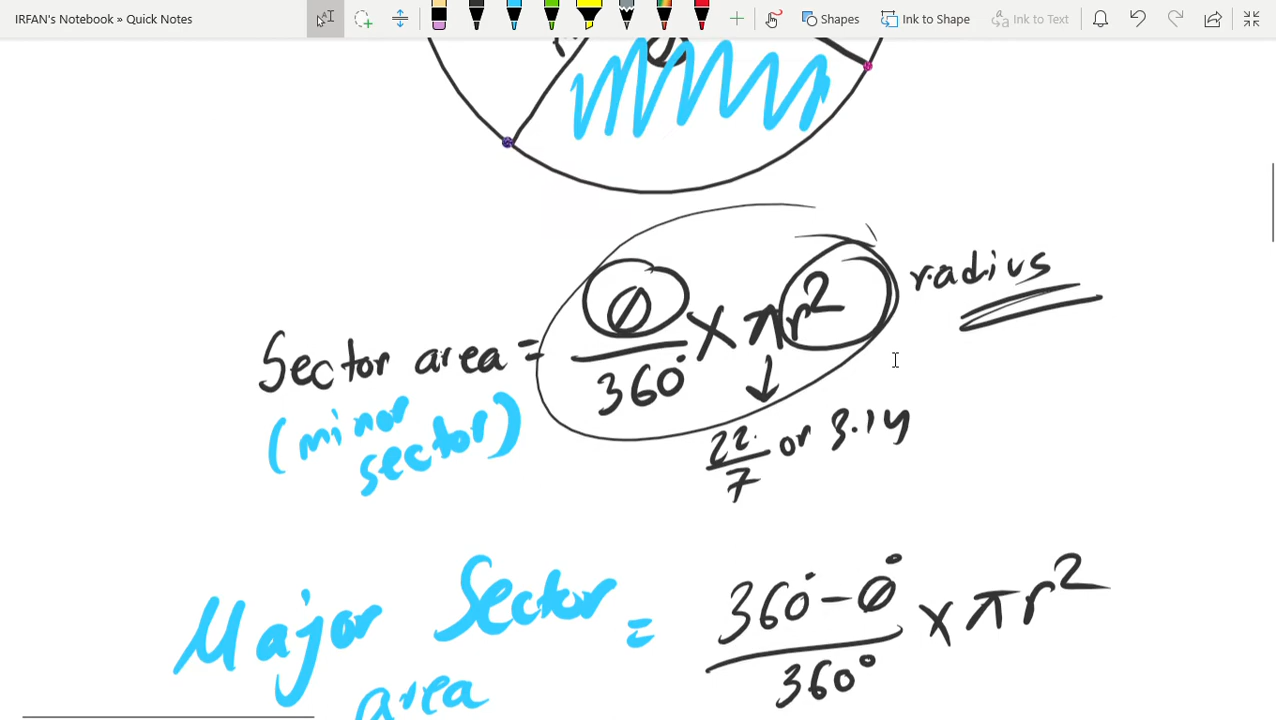 IRFAN's Notebook » Quick Notes
Shapes
Ink to Shape
Ink to Text
θ
radius
Sector area = θ/360° × πr²
(minor sector)
22/7 or 3.14
Major Sector area = 360°-θ°/360° × πr²